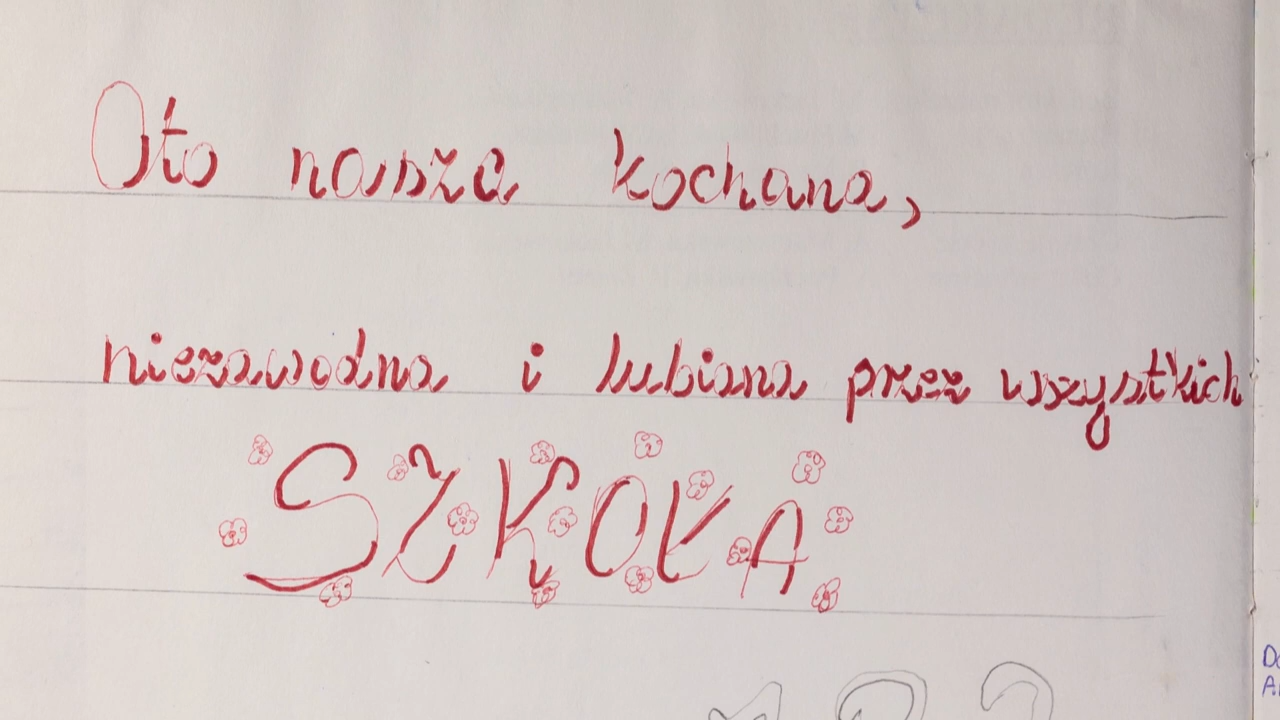 Oto nasza kochana,
niezawodna i lubiana przez wszystkich
SZKOŁA